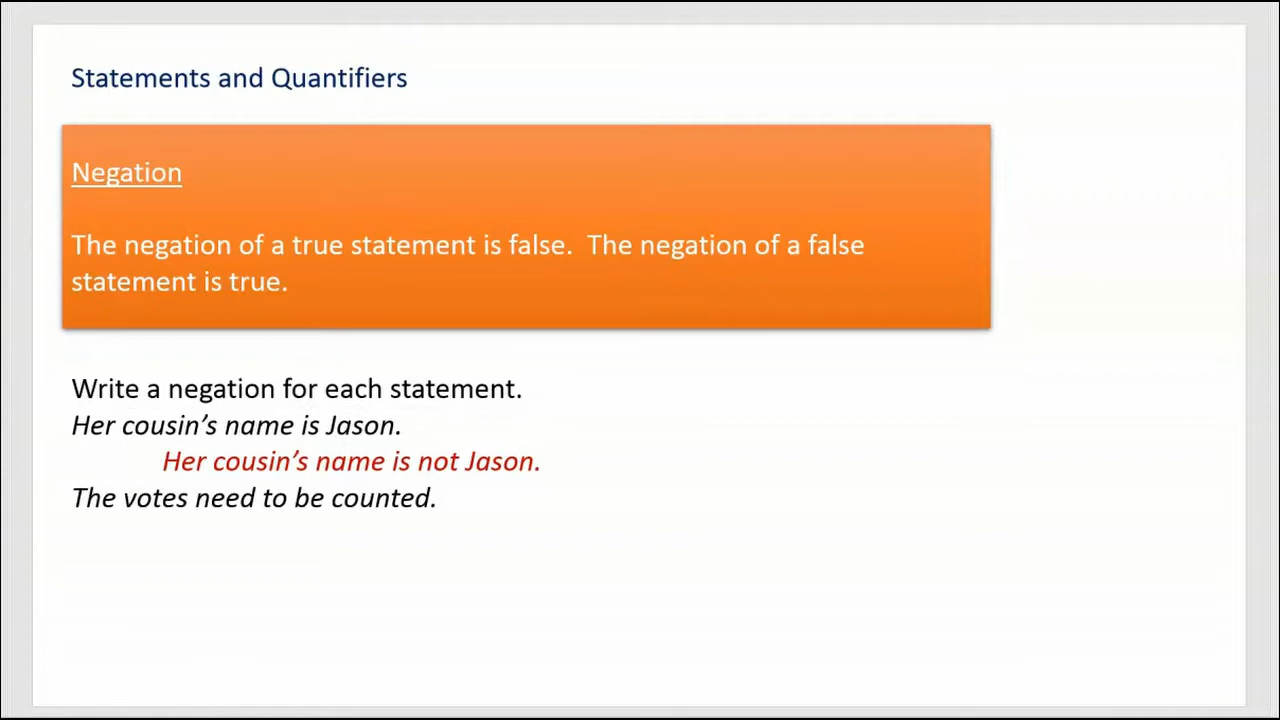 Statements and Quantifiers
Negation
The negation of a true statement is false.  The negation of a false
statement is true.
Write a negation for each statement.
Her cousin’s name is Jason.
Her cousin’s name is not Jason.
The votes need to be counted.